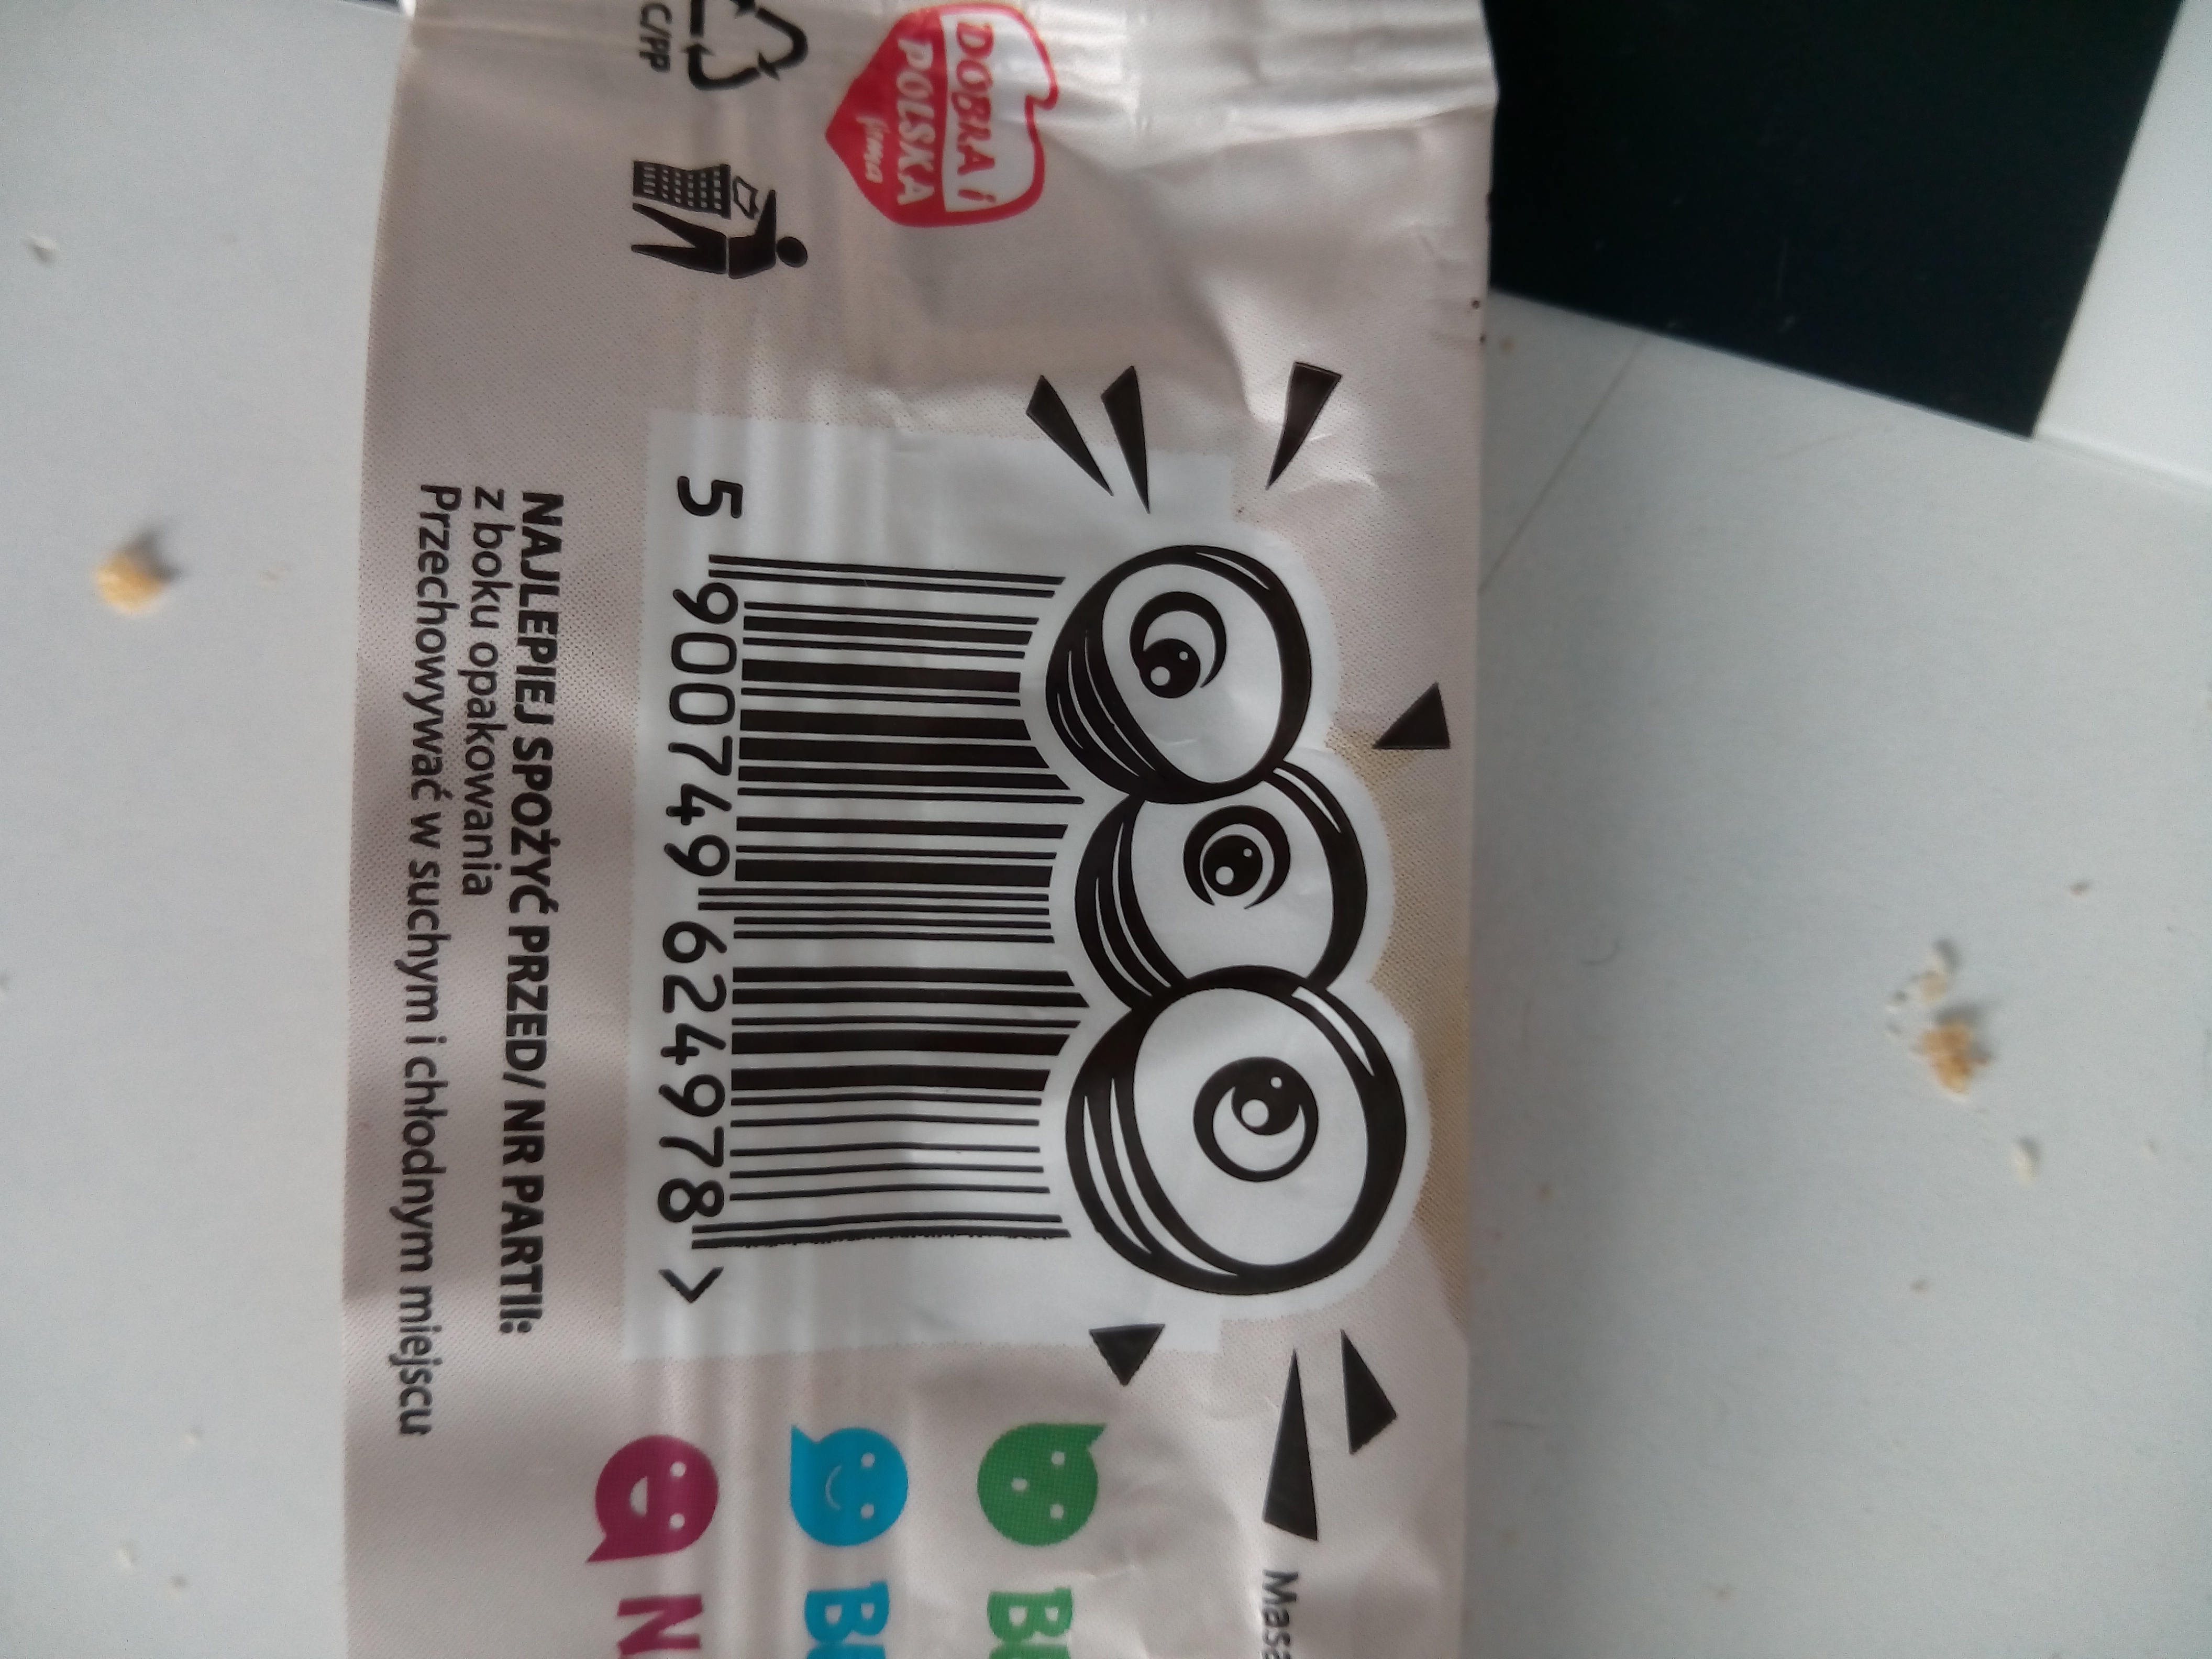 C/PP
DOBRA i
POLSKA
firma
5 900749 624978 >
NAJLEPIEJ SPOŻYĆ PRZED/ NR PARTII:
z boku opakowania
Przechowywać w suchym i chłodnym miejscu